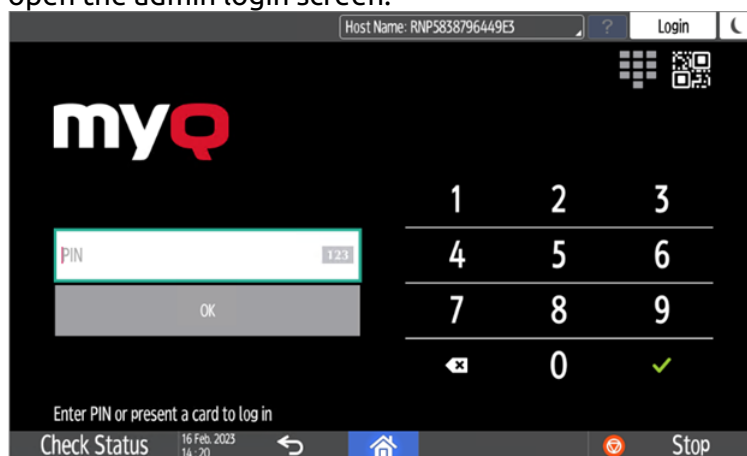 open the admin login screen.
Host Name: RNP5838796449E3 ? Login
myQ
1 2 3
PIN 123
4 5 6
OK
7 8 9
0
Enter PIN or present a card to log in
Check Status 16 Feb. 2023 Stop
14:20